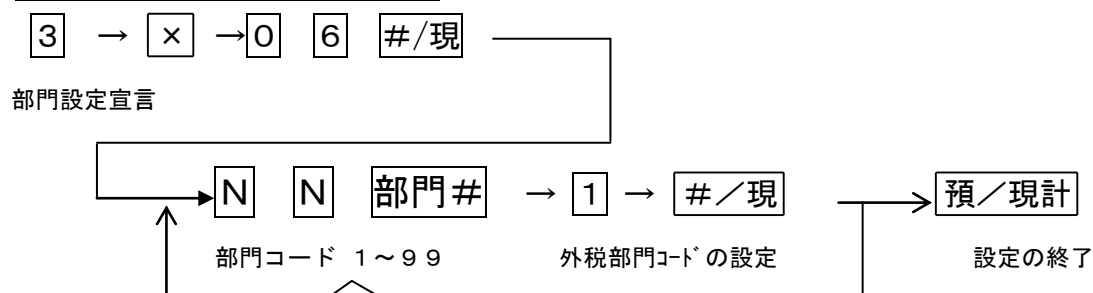 ３ → × →０ ６ ＃/現
部門設定宣言
Ｎ Ｎ 部門＃ → １ → ＃／現 → 預／現計
部門コード １～９９ 外税部門ｺｰﾄﾞの設定 設定の終了